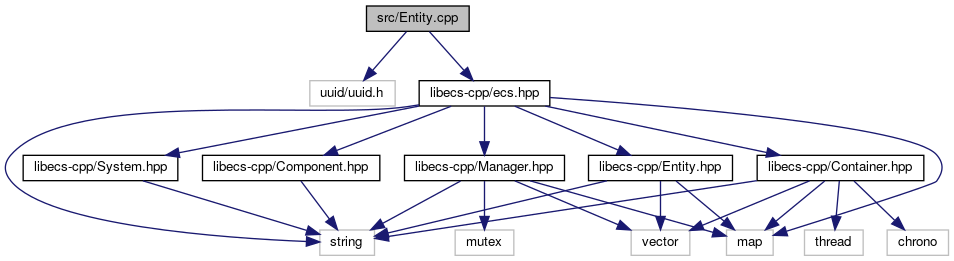 src/Entity.cpp
uuid/uuid.h
libecs-cpp/ecs.hpp
libecs-cpp/System.hpp
libecs-cpp/Component.hpp
libecs-cpp/Manager.hpp
libecs-cpp/Entity.hpp
libecs-cpp/Container.hpp
string
mutex
vector
map
thread
chrono